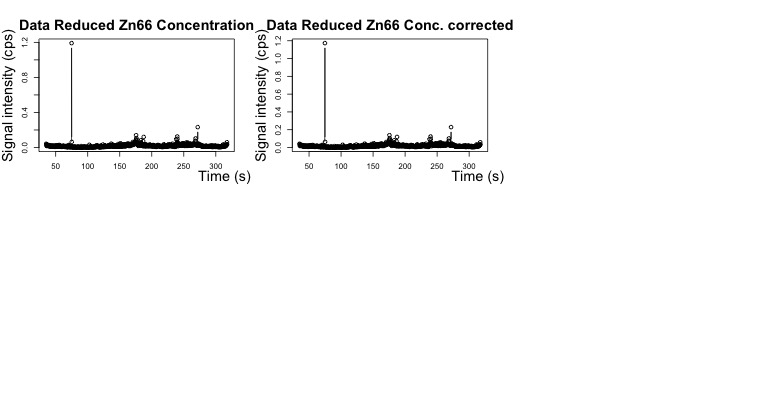 Data Reduced Zn66 Concentration
Signal intensity (cps)
0.0 0.4 0.8 1.2
50 100 150 200 250 300
Time (s)
Data Reduced Zn66 Conc. corrected
Signal intensity (cps)
0.0 0.2 0.4 0.6 0.8 1.0 1.2
50 100 150 200 250 300
Time (s)